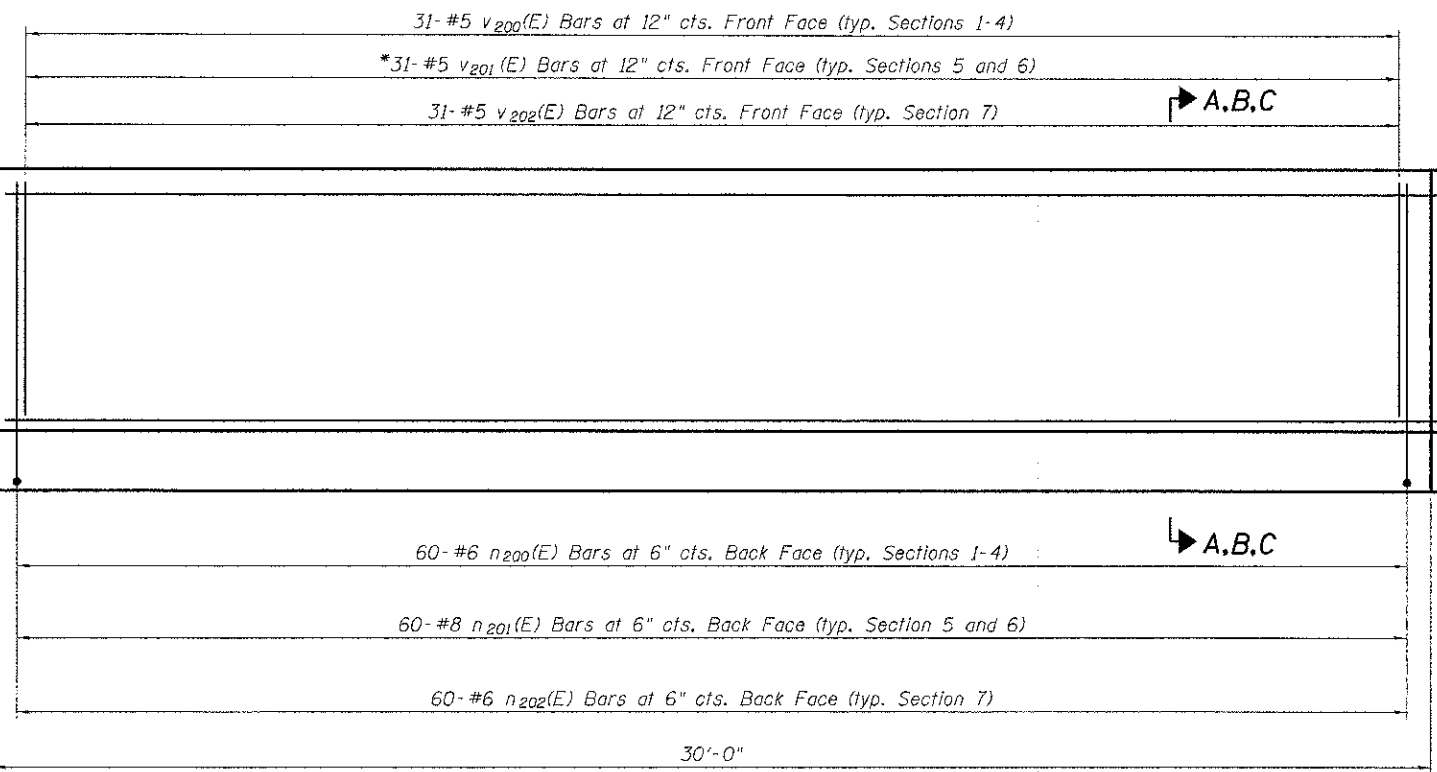 31-#5 v200(E) Bars at 12" cts. Front Face (typ. Sections 1-4)
*31-#5 v201 (E) Bars at 12" cts. Front Face (typ. Sections 5 and 6)
31-#5 v202(E) Bars at 12" cts. Front Face (typ. Section 7)
A,B,C
60-#6 n200(E) Bars at 6" cts. Back Face (typ. Sections 1-4)
A,B,C
60-#8 n201(E) Bars at 6" cts. Back Face (typ. Section 5 and 6)
60-#6 n202(E) Bars at 6" cts. Back Face (typ. Section 7)
30'-0"